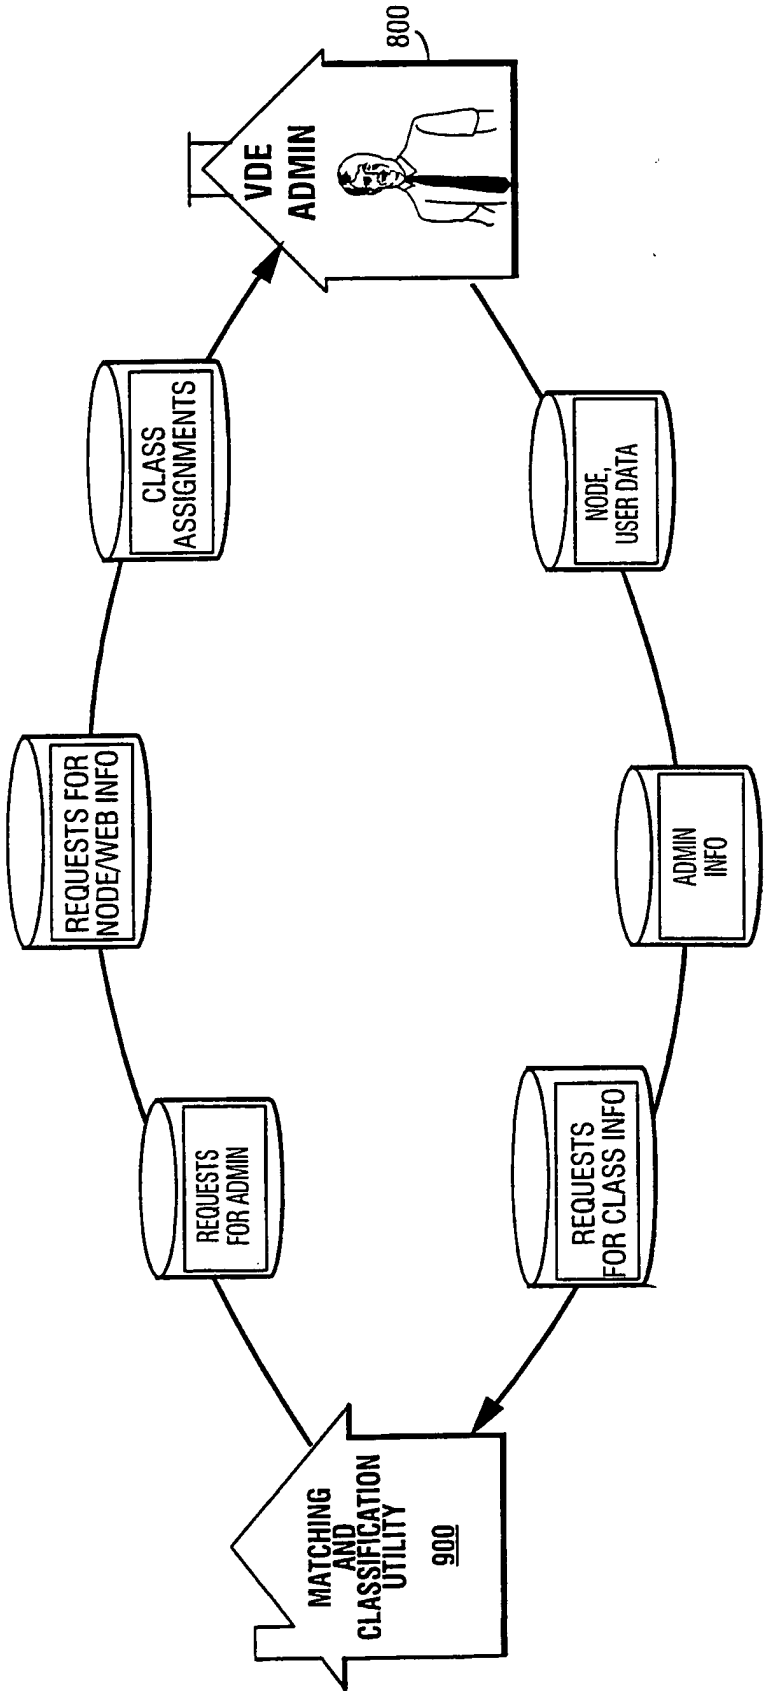 REQUESTS FOR
NODE/WEB INFO
REQUESTS
FOR ADMIN
CLASS
ASSIGNMENTS
MATCHING
AND
CLASSIFICATION
UTILITY
900
VDE
ADMIN
800
REQUESTS
FOR CLASS INFO
NODE,
USER DATA
ADMIN
INFO